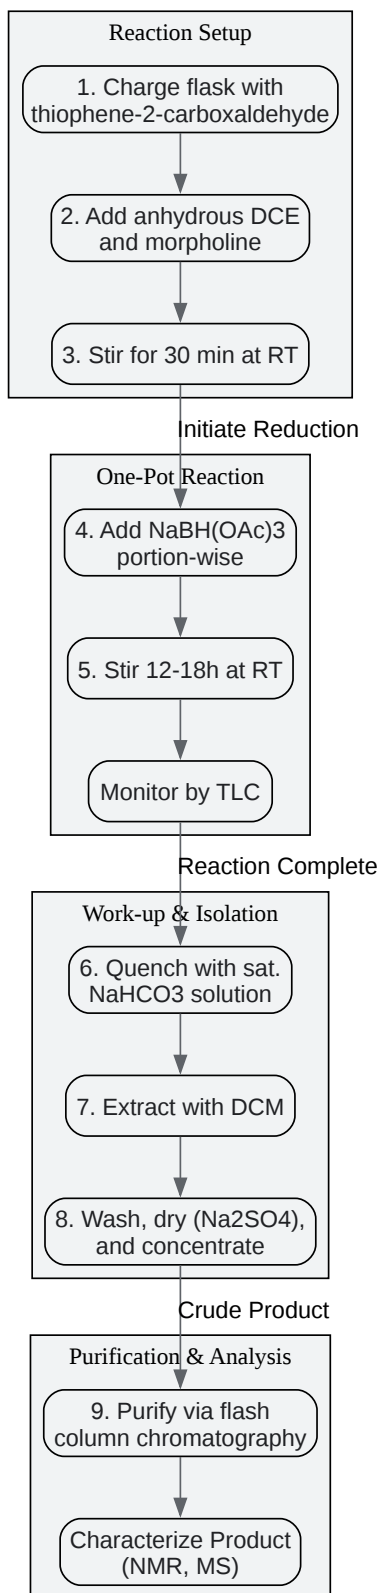 Reaction Setup
1. Charge flask with
thiophene-2-carboxaldehyde
2. Add anhydrous DCE
and morpholine
3. Stir for 30 min at RT
Initiate Reduction
One-Pot Reaction
4. Add NaBH(OAc)3
portion-wise
5. Stir 12-18h at RT
Monitor by TLC
Reaction Complete
Work-up & Isolation
6. Quench with sat.
NaHCO3 solution
7. Extract with DCM
8. Wash, dry (Na2SO4),
and concentrate
Crude Product
Purification & Analysis
9. Purify via flash
column chromatography
Characterize Product
(NMR, MS)